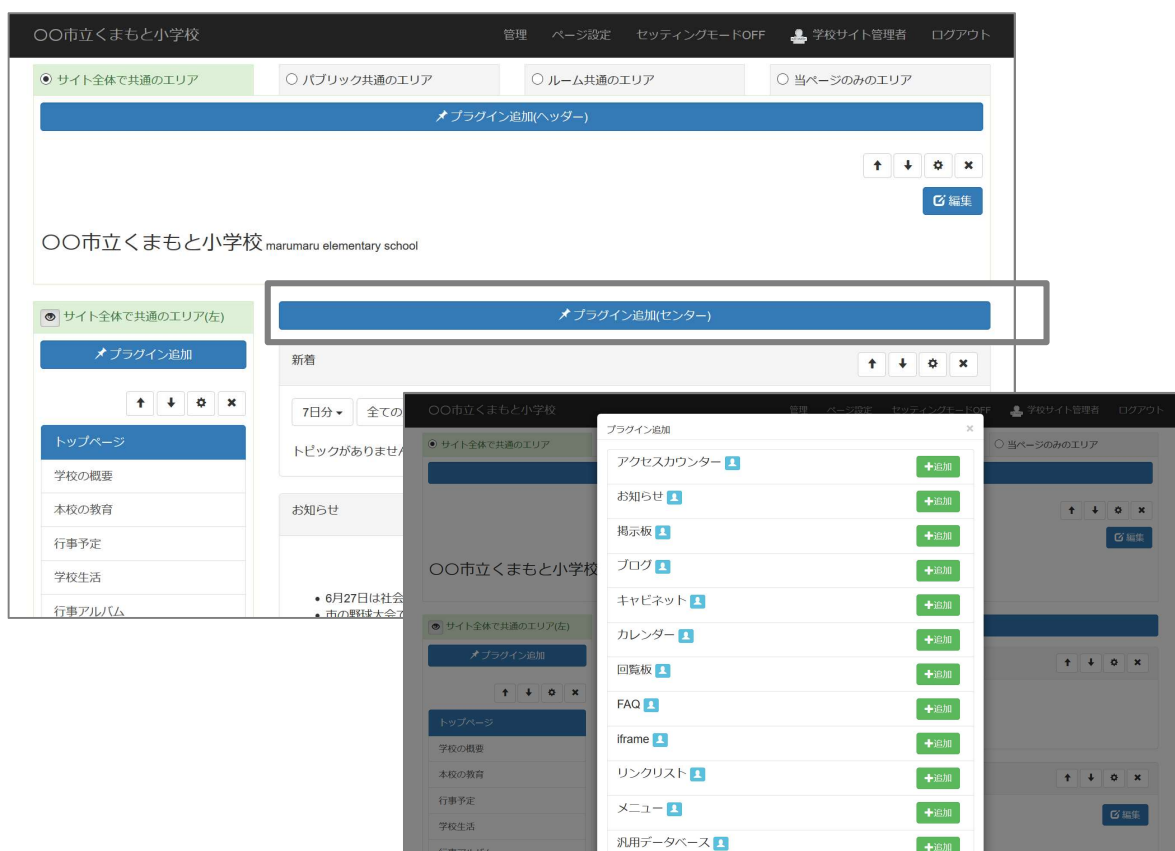 〇〇市立くまもと小学校 管理 ページ設定 セッティングモードOFF 学校サイト管理者 ログアウト
サイト全体で共通のエリア パブリック共通のエリア ルーム共通のエリア 当ページのみのエリア
プラグイン追加(ヘッダー)
編集
〇〇市立くまもと小学校 marumaru elementary school
サイト全体で共通のエリア(左)
プラグイン追加(センター)
プラグイン追加
新着
7日分 全ての
トップページ
トピックがありません
学校の概要
本校の教育
お知らせ
行事予定
学校生活
行事アルバム
• 6月27日は社会
• 市の野球大会で
〇〇市立くまもと小学校 管理 ページ設定 セッティングモードOFF 学校サイト管理者 ログアウト
サイト全体で共通のエリア 当ページのみのエリア
編集
〇〇市立くまもと小学校
サイト全体で共通のエリア(左)
プラグイン追加
トップページ
学校の概要
本校の教育
行事予定
学校生活
行事アルバム
編集
プラグイン追加 ×
アクセスカウンター +追加
お知らせ +追加
掲示板 +追加
ブログ +追加
キャビネット +追加
カレンダー +追加
回覧板 +追加
FAQ +追加
iframe +追加
リンクリスト +追加
メニュー +追加
汎用データベース +追加